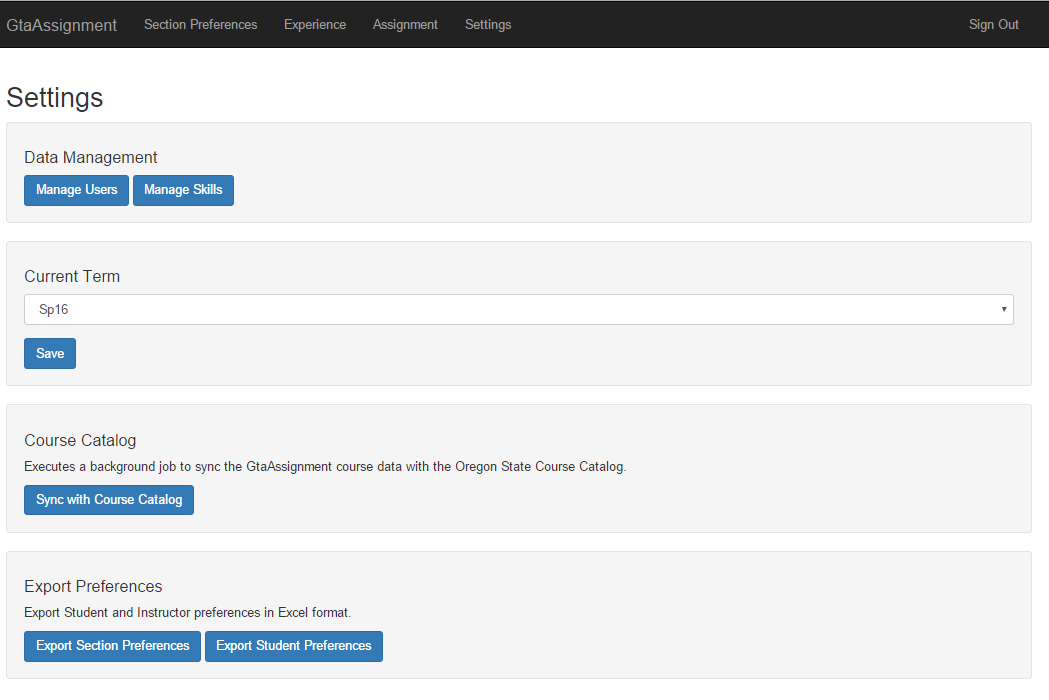 GtaAssignment Section Preferences Experience Assignment Settings Sign Out
Settings
Data Management
Manage Users Manage Skills
Current Term
Sp16
Save
Course Catalog
Executes a background job to sync the GtaAssignment course data with the Oregon State Course Catalog.
Sync with Course Catalog
Export Preferences
Export Student and Instructor preferences in Excel format.
Export Section Preferences Export Student Preferences